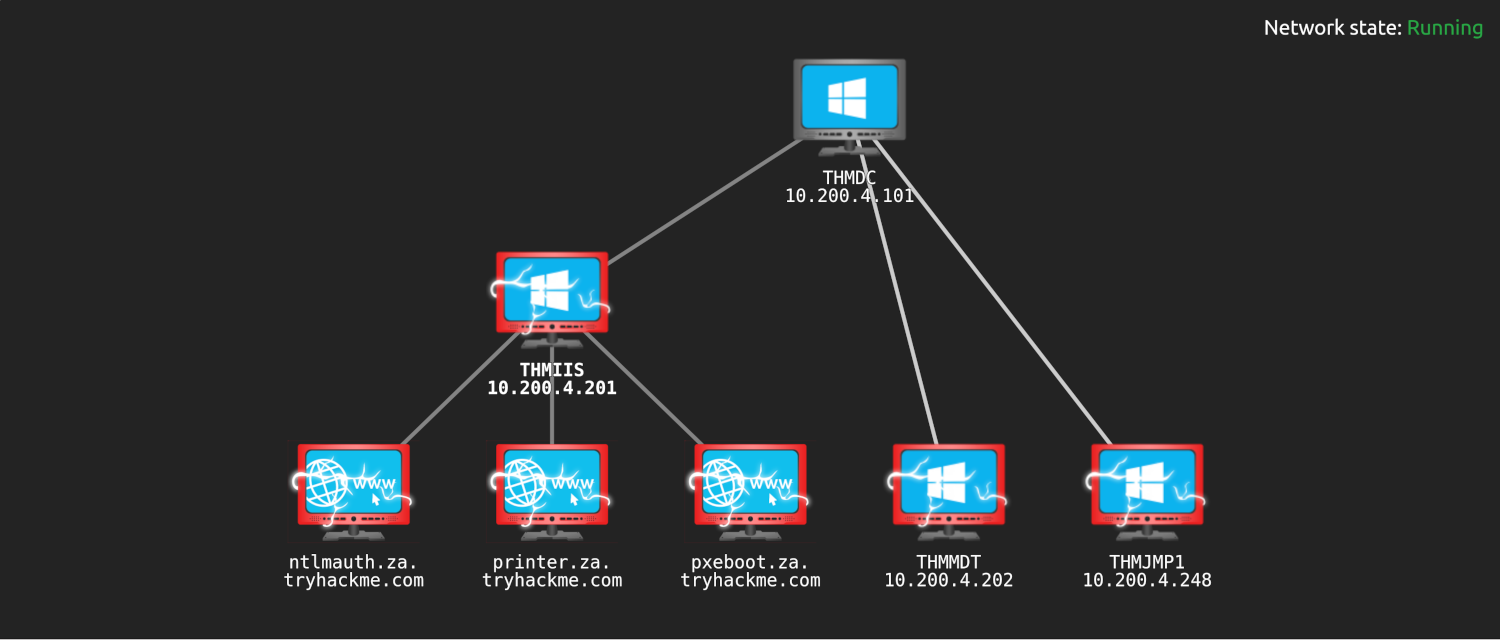 Network state: Running
THMDC
10.200.4.101
THMIIS
10.200.4.201
www
www
www
ntlmauth.za.
tryhackme.com
printer.za.
tryhackme.com
pxeboot.za.
tryhackme.com
THMMDT
10.200.4.202
THMJMP1
10.200.4.248